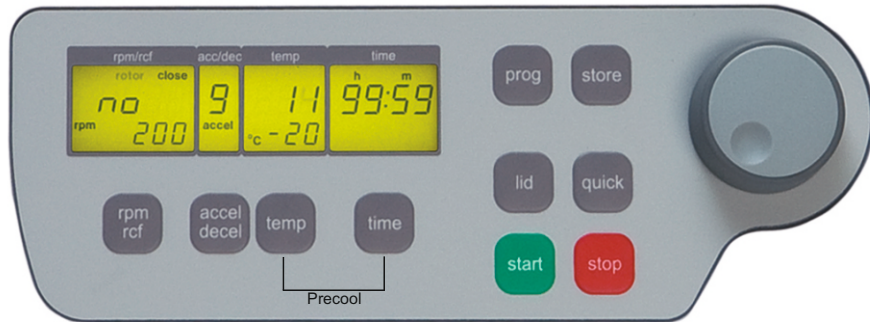 rpm/rcf acc/dec temp time
rotor close h m
no 9 11 99:59
rpm 200 accel °C -20
prog store
lid quick
rpm rcf
accel decel
temp
time
start stop
Precool